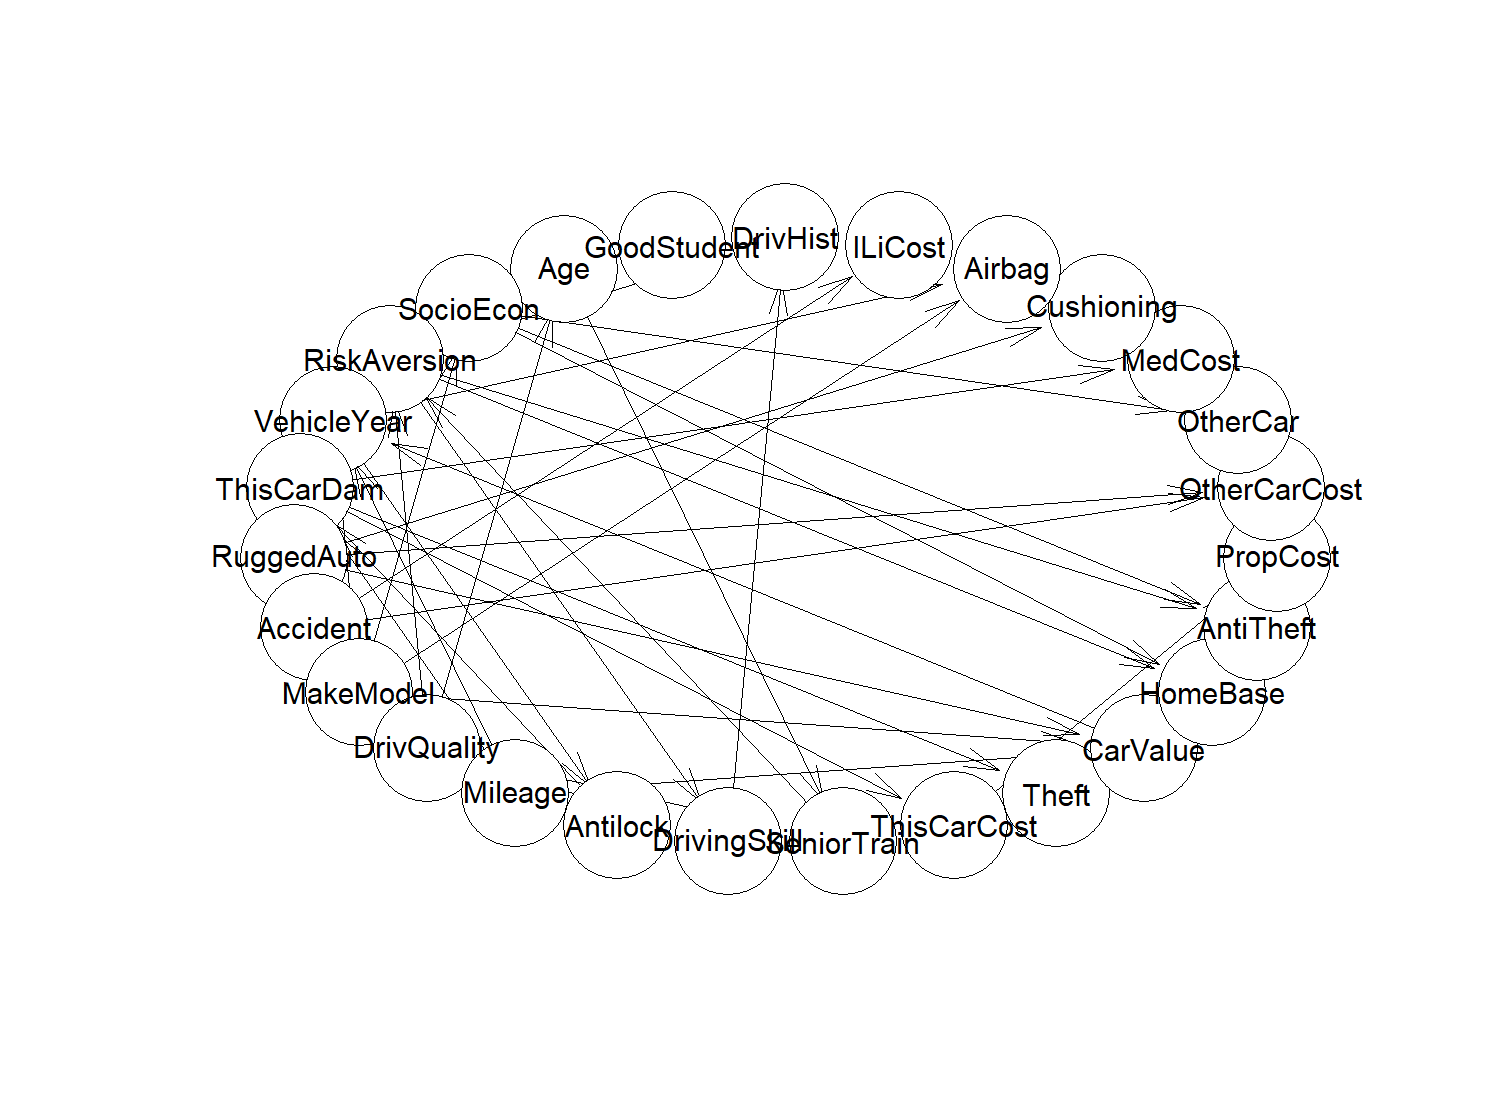 DrivHist
GoodStudent
ILiCost
Age
Airbag
SocioEcon
Cushioning
RiskAversion
MedCost
VehicleYear
OtherCar
ThisCarDam
OtherCarCost
RuggedAuto
PropCost
Accident
AntiTheft
MakeModel
HomeBase
DrivQuality
CarValue
Mileage
Theft
Antilock
ThisCarCost
DrivingSkill
SeniorTrain